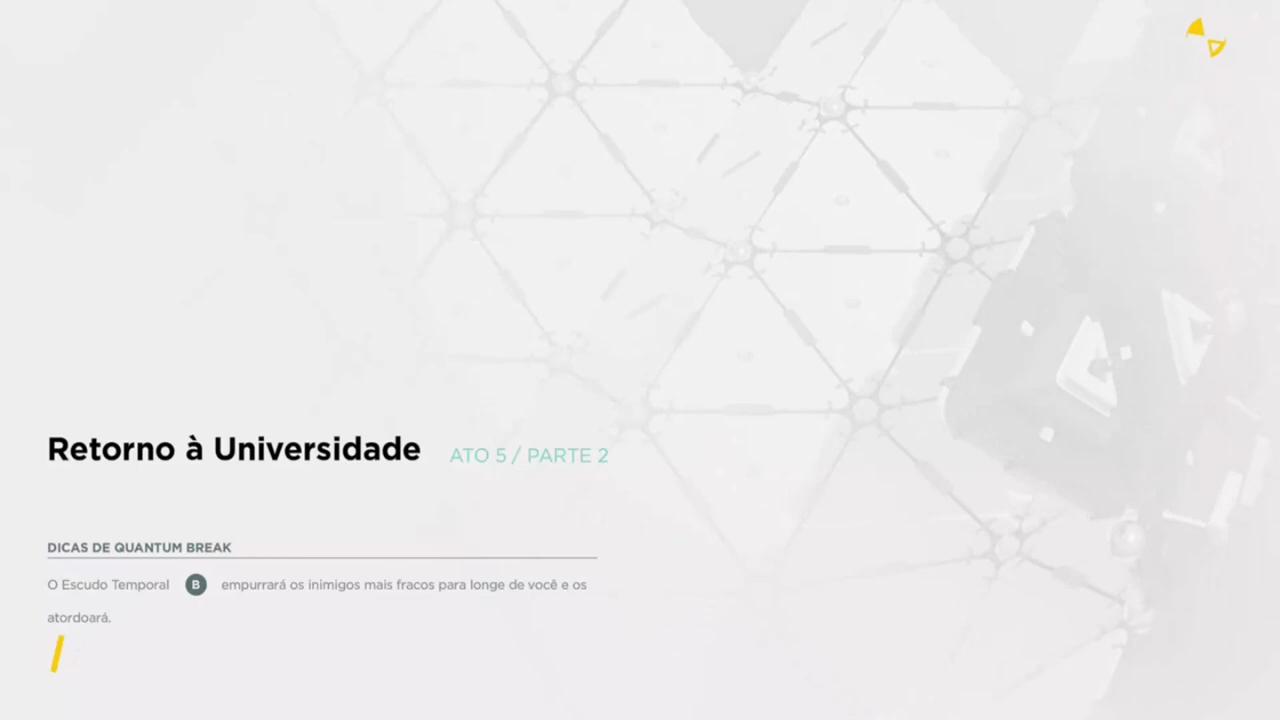 Retorno à Universidade ATO 5 / PARTE 2
DICAS DE QUANTUM BREAK
O Escudo Temporal B empurrará os inimigos mais fracos para longe de você e os
atordoará.